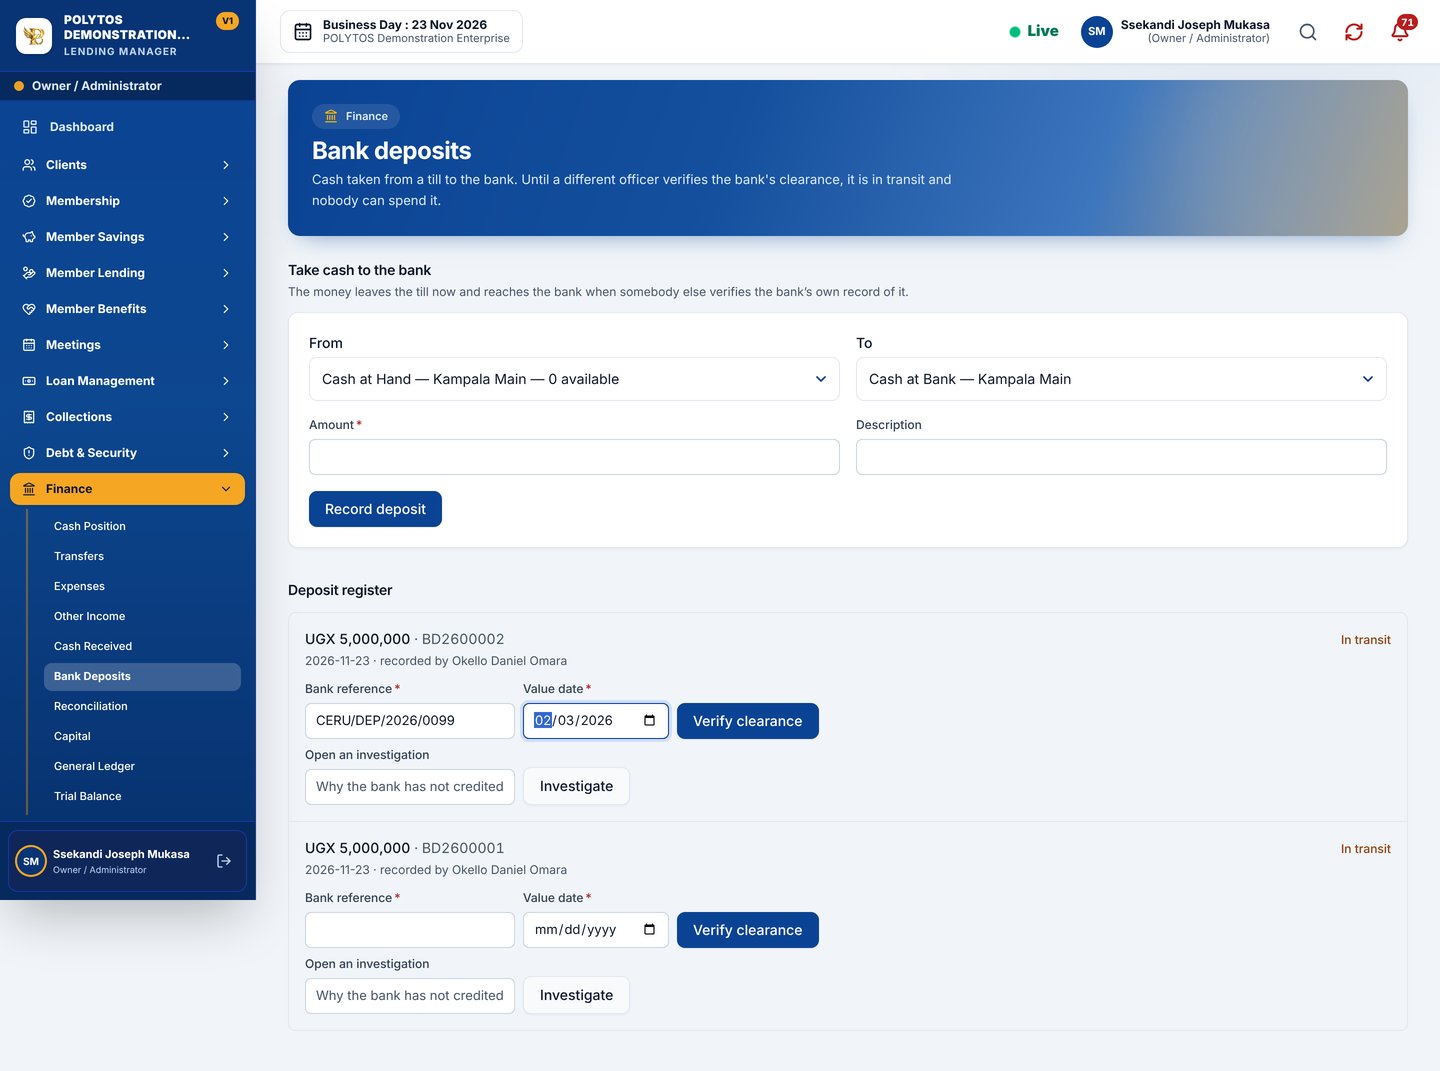 POLYTOS
DEMONSTRATION...
LENDING MANAGER
V1
Owner / Administrator
Dashboard
Clients
Membership
Member Savings
Member Lending
Member Benefits
Meetings
Loan Management
Collections
Debt & Security
Finance
Cash Position
Transfers
Expenses
Other Income
Cash Received
Bank Deposits
Reconciliation
Capital
General Ledger
Trial Balance
SM
Ssekandi Joseph Mukasa
Owner / Administrator
Business Day : 23 Nov 2026
POLYTOS Demonstration Enterprise
Live
SM
Ssekandi Joseph Mukasa
(Owner / Administrator)
71
Finance
Bank deposits
Cash taken from a till to the bank. Until a different officer verifies the bank's clearance, it is in transit and
nobody can spend it.
Take cash to the bank
The money leaves the till now and reaches the bank when somebody else verifies the bank's own record of it.
From
To
Cash at Hand — Kampala Main — 0 available
Cash at Bank — Kampala Main
Amount *
Description
Record deposit
Deposit register
UGX 5,000,000 · BD2600002
In transit
2026-11-23 · recorded by Okello Daniel Omara
Bank reference *
Value date *
CERU/DEP/2026/0099
02/03/2026
Verify clearance
Open an investigation
Why the bank has not credited
Investigate
UGX 5,000,000 · BD2600001
In transit
2026-11-23 · recorded by Okello Daniel Omara
Bank reference *
Value date *
mm/dd/yyyy
Verify clearance
Open an investigation
Why the bank has not credited
Investigate